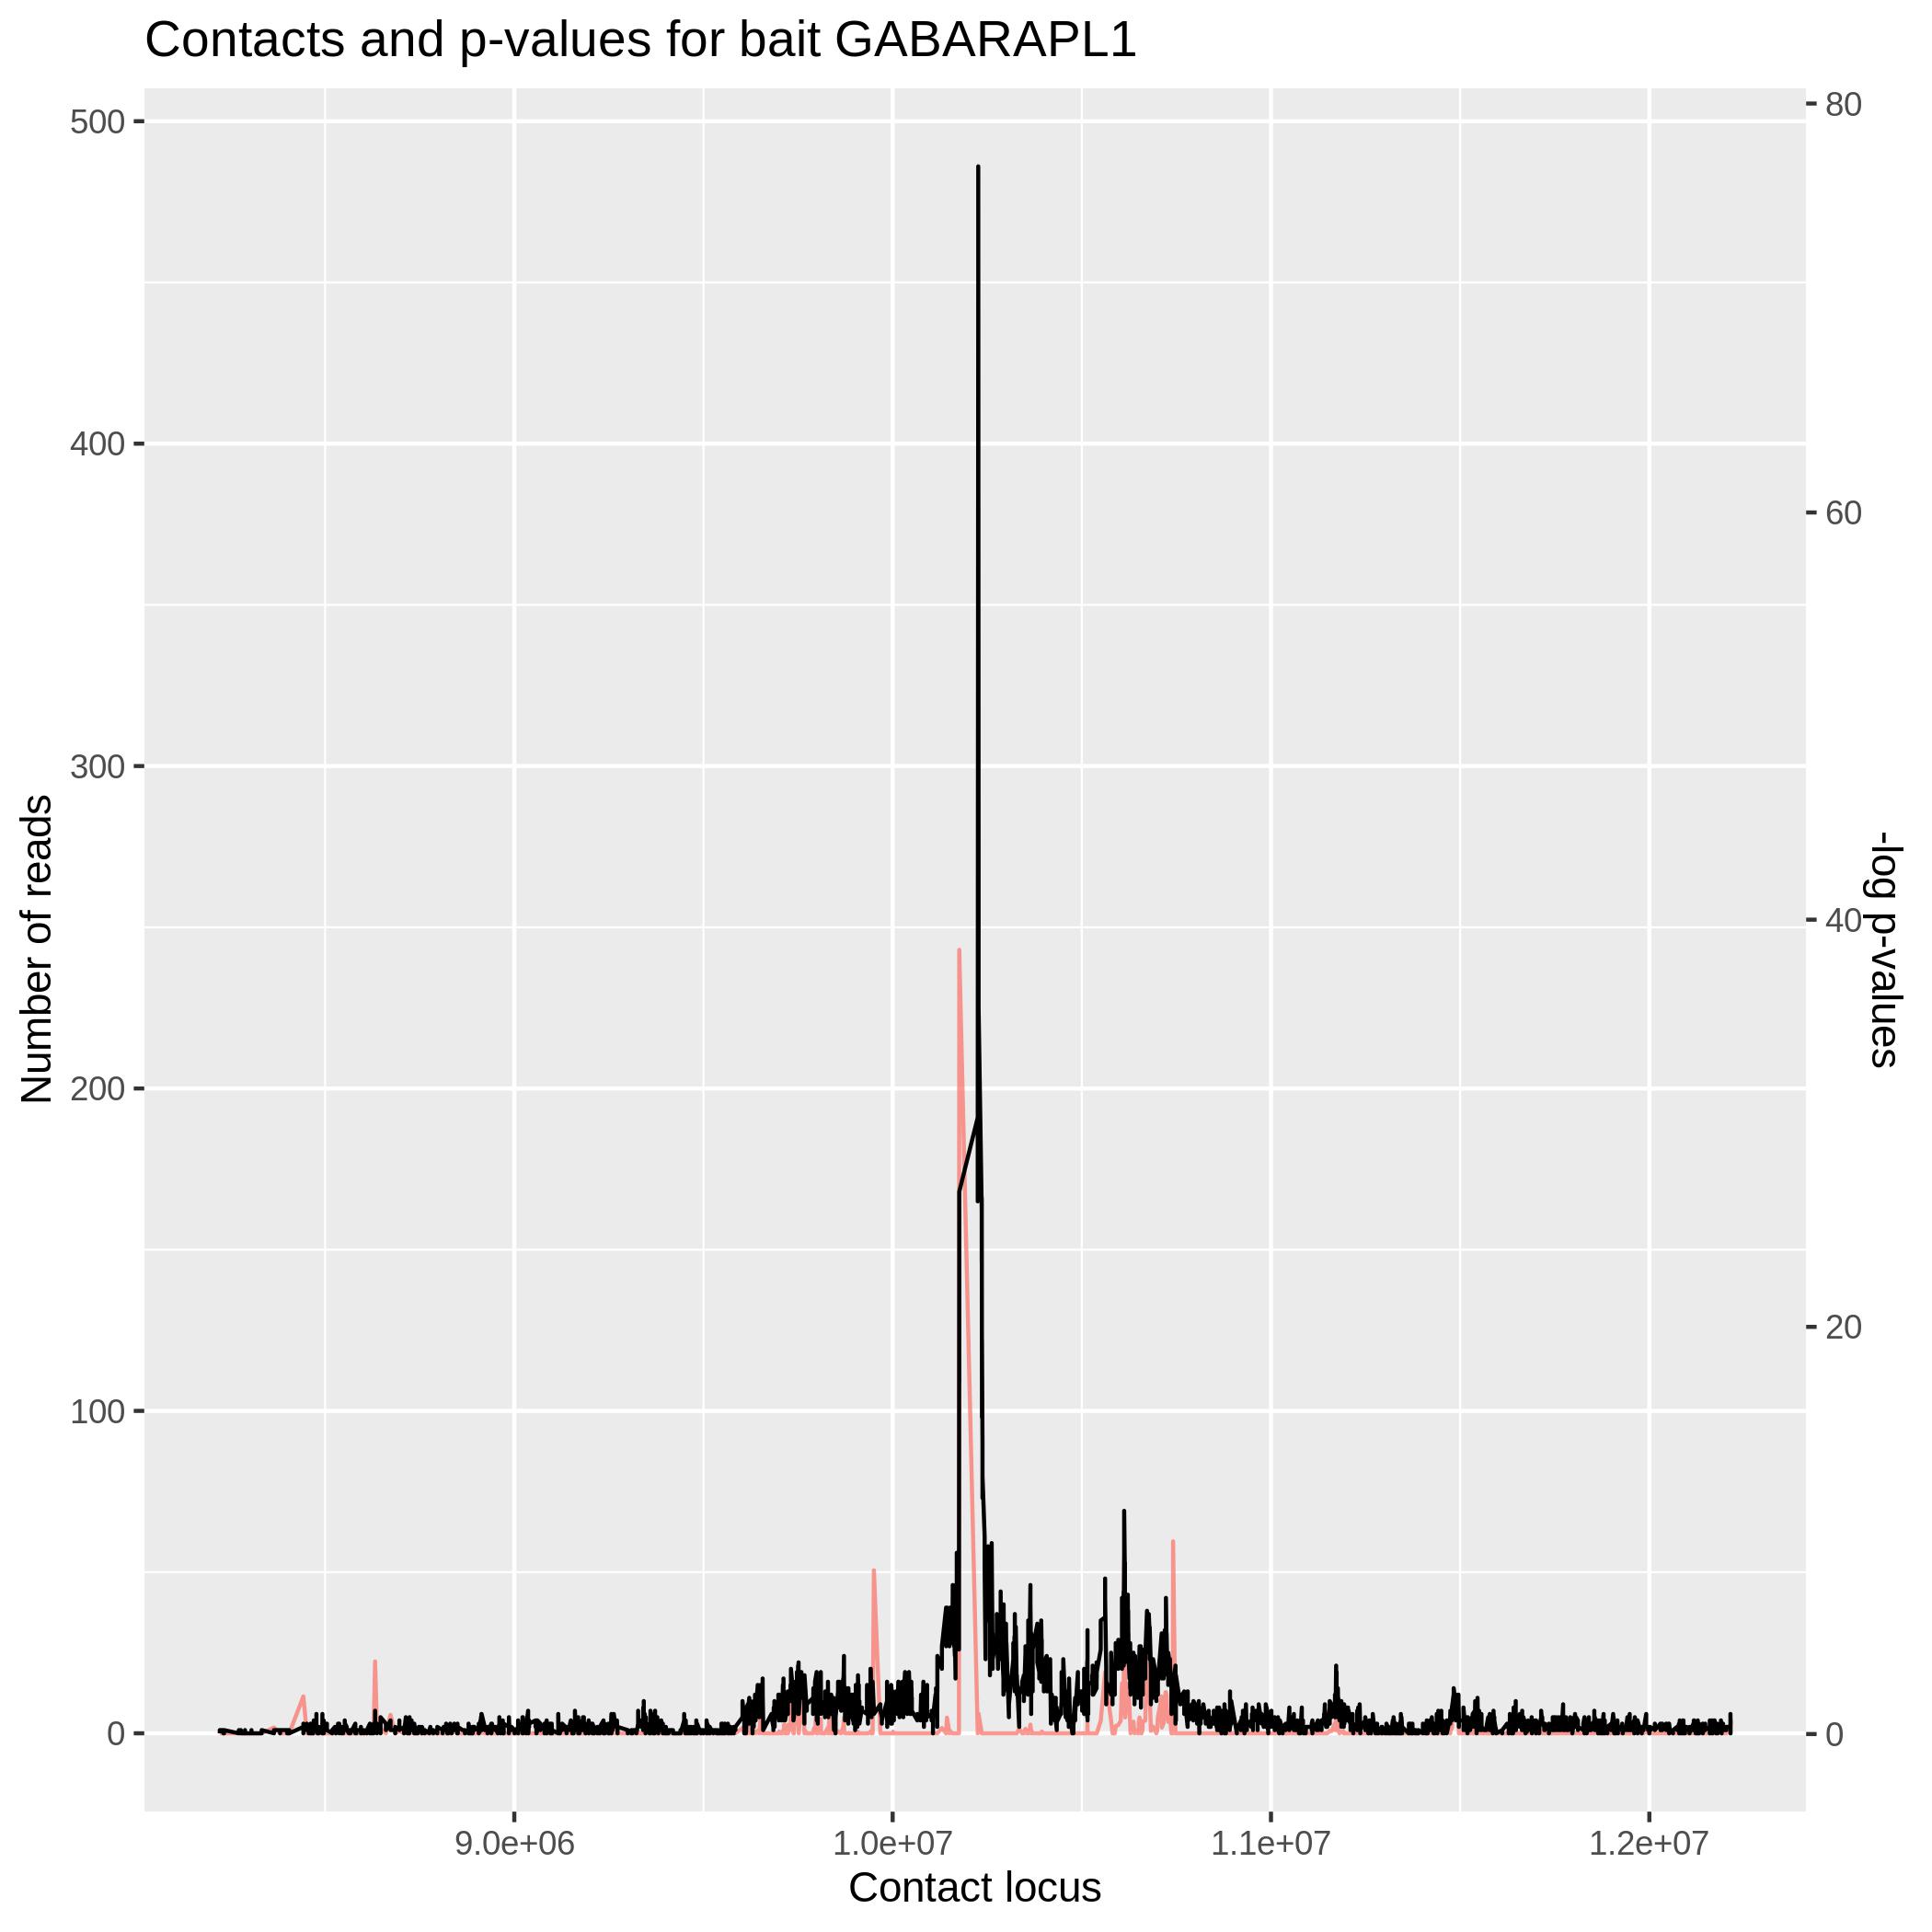 Contacts and p-values for bait GABARAPL1
500
400
300
200
100
0
Number of reads
80
60
40
20
0
-log p-values
9.0e+06
1.0e+07
1.1e+07
1.2e+07
Contact locus